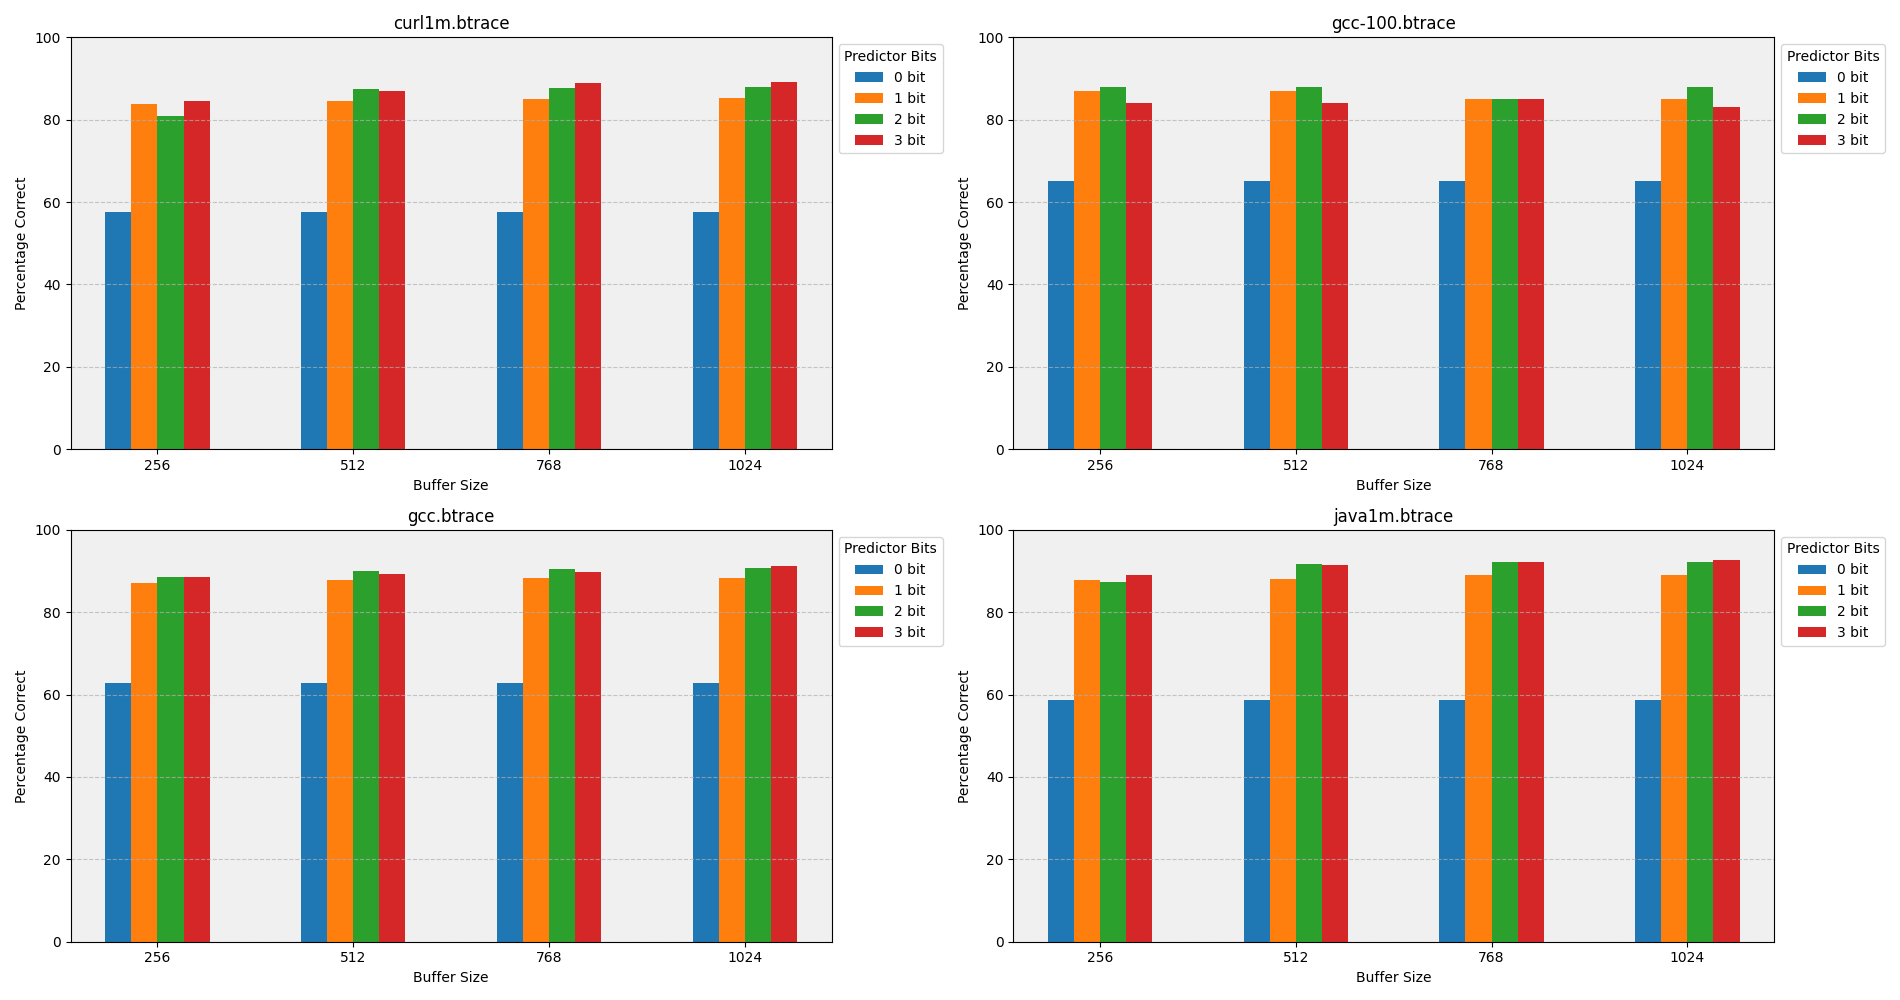 curl1m.btrace
100
80
60
40
20
0
Percentage Correct
256 512 768 1024
Buffer Size
Predictor Bits
0 bit
1 bit
2 bit
3 bit
gcc-100.btrace
100
80
60
40
20
0
Percentage Correct
256 512 768 1024
Buffer Size
Predictor Bits
0 bit
1 bit
2 bit
3 bit
gcc.btrace
100
80
60
40
20
0
Percentage Correct
256 512 768 1024
Buffer Size
Predictor Bits
0 bit
1 bit
2 bit
3 bit
java1m.btrace
100
80
60
40
20
0
Percentage Correct
256 512 768 1024
Buffer Size
Predictor Bits
0 bit
1 bit
2 bit
3 bit